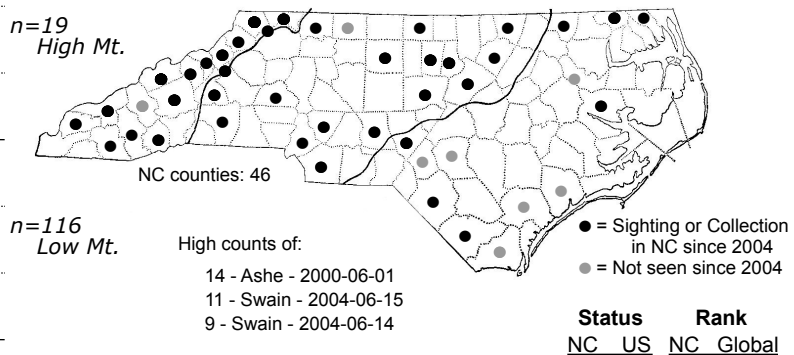 n=19
High Mt.
NC counties: 46
n=116
Low Mt.
High counts of:
14 - Ashe - 2000-06-01
11 - Swain - 2004-06-15
9 - Swain - 2004-06-14
● = Sighting or Collection
in NC since 2004
● = Not seen since 2004
Status Rank
NC US NC Global